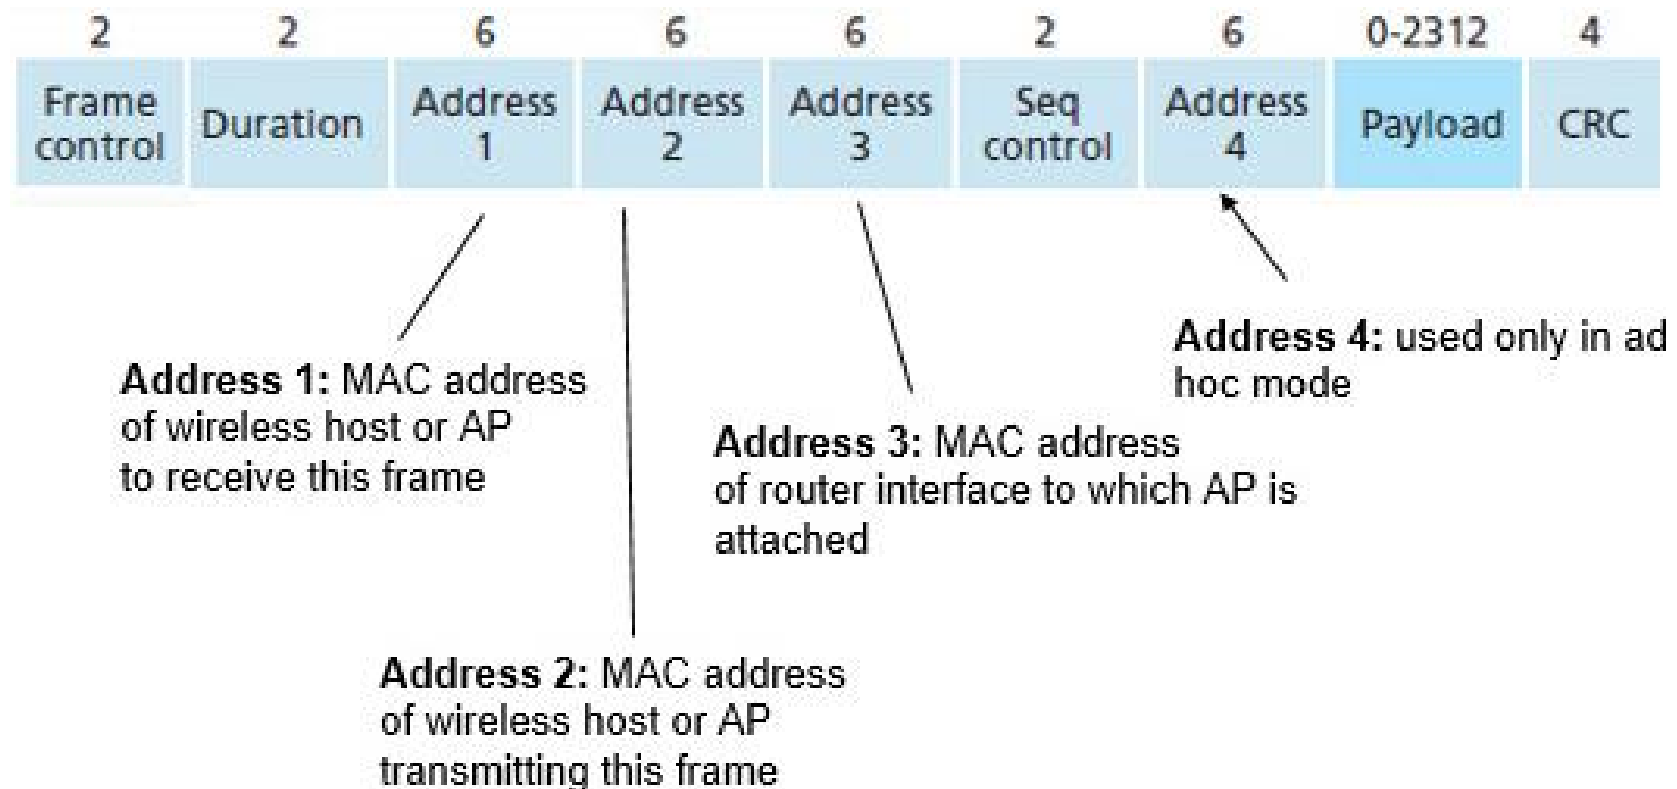 2 2 6 6 6 2 6 0-2312 4
Frame control
Duration
Address 1
Address 2
Address 3
Seq control
Address 4
Payload
CRC
Address 1: MAC address
of wireless host or AP
to receive this frame
Address 2: MAC address
of wireless host or AP
transmitting this frame
Address 3: MAC address
of router interface to which AP is
attached
Address 4: used only in ad
hoc mode